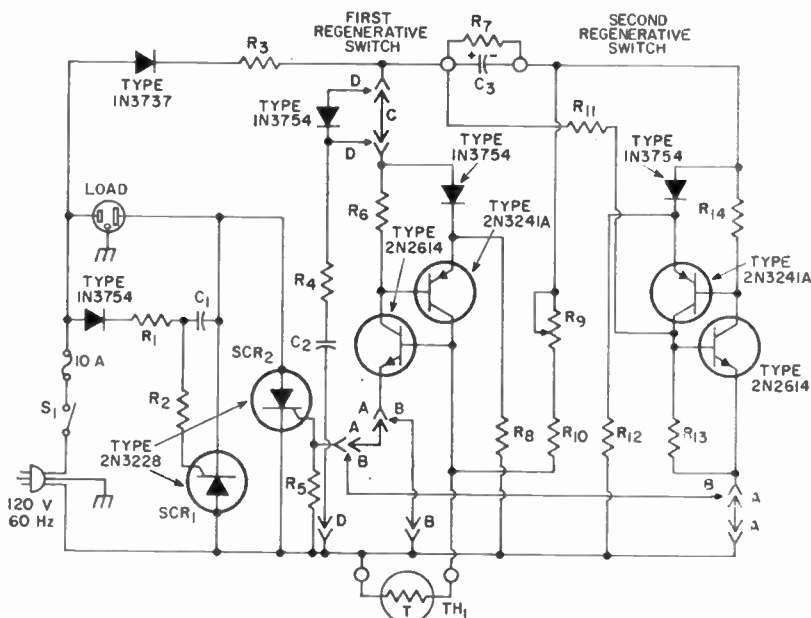 FIRST
REGENERATIVE
SWITCH
R7
SECOND
REGENERATIVE
SWITCH
R3
D
+ -
C3
TYPE
1N3737
TYPE
1N3754
C
D
R11
TYPE
1N3754
TYPE
1N3754
LOAD
R6
TYPE
2N2614
TYPE
2N3241A
R14
TYPE
2N3241A
TYPE
1N3754
C1
R4
R1
SCR2
C2
R9
10 A
TYPE
2N2614
S1
R2
A
B
A
B
R8
R10
R12
R13
TYPE
2N3228
R5
B
A
120 V
60 Hz
SCR1
D
B
A
T
TH1